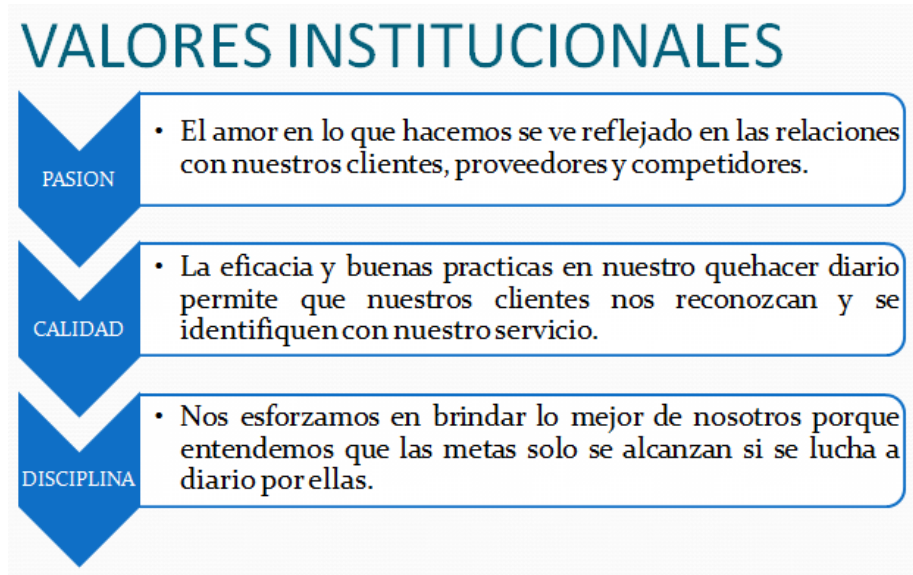 VALORES INSTITUCIONALES
PASION
• El amor en lo que hacemos se ve reflejado en las relaciones
con nuestros clientes, proveedores y competidores.
CALIDAD
• La eficacia y buenas practicas en nuestro quehacer diario
permite que nuestros clientes nos reconozcan y se
identifiquen con nuestro servicio.
DISCIPLINA
• Nos esforzamos en brindar lo mejor de nosotros porque
entendemos que las metas solo se alcanzan si se lucha a
diario por ellas.